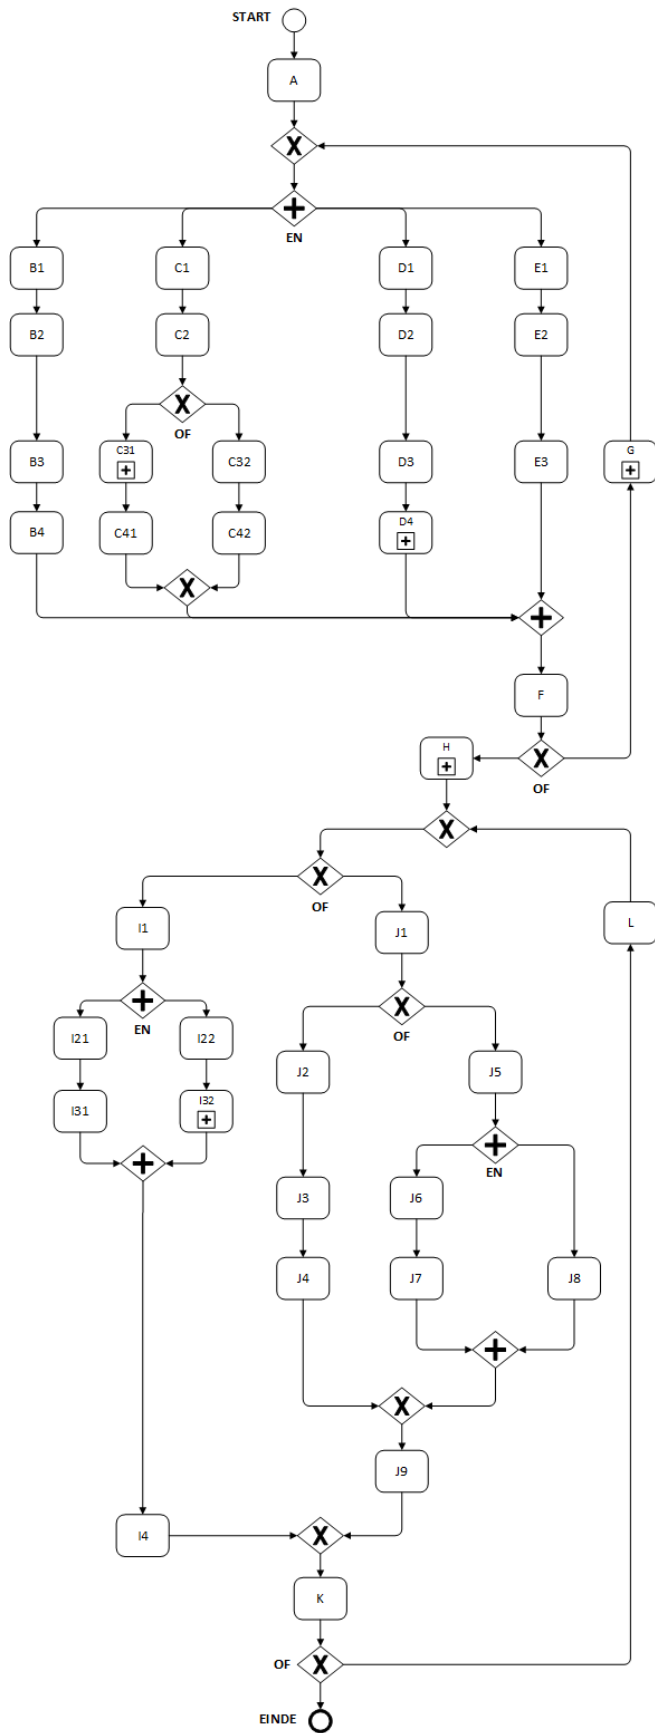 START
A
EN
B1
C1
D1
E1
B2
C2
D2
E2
OF
B3
C31
C32
D3
E3
G
B4
C41
C42
D4
F
H
OF
OF
I1
J1
L
EN
OF
I21
I22
J2
J5
I31
I32
EN
J3
J6
J4
J7
J8
J9
I4
K
OF
EINDE